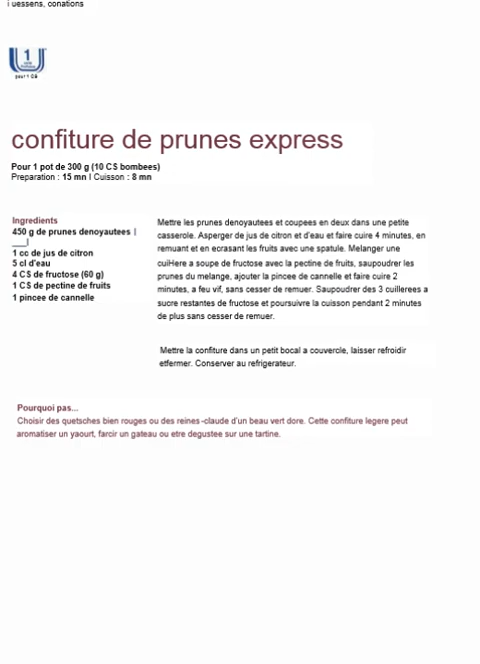 i uessens, conations
1
pour 1 C$
confiture de prunes express
Pour 1 pot de 300 g (10 C$ bombees)
Preparation : 15 mn I Cuisson : 8 mn
Ingredients
450 g de prunes denoyautees |
___|
1 cc de jus de citron
5 cl d'eau
4 C$ de fructose (60 g)
1 C$ de pectine de fruits
1 pincee de cannelle
Mettre les prunes denoyautees et coupees en deux dans une petite
casserole. Asperger de jus de citron et d'eau et faire cuire 4 minutes, en
remuant et en ecrasant les fruits avec une spatule. Melanger une
cuiHere a soupe de fructose avec la pectine de fruits, saupoudrer les
prunes du melange, ajouter la pincee de cannelle et faire cuire 2
minutes, a feu vif, sans cesser de remuer. Saupoudrer des 3 cuillerees a
sucre restantes de fructose et poursuivre la cuisson pendant 2 minutes
de plus sans cesser de remuer.
Mettre la confiture dans un petit bocal a couvercle, laisser refroidir
etfermer. Conserver au refrigerateur.
Pourquoi pas...
Choisir des quetsches bien rouges ou des reines-claude d'un beau vert dore. Cette confiture legere peut
aromatiser un yaourt, farcir un gateau ou etre degustee sur une tartine.